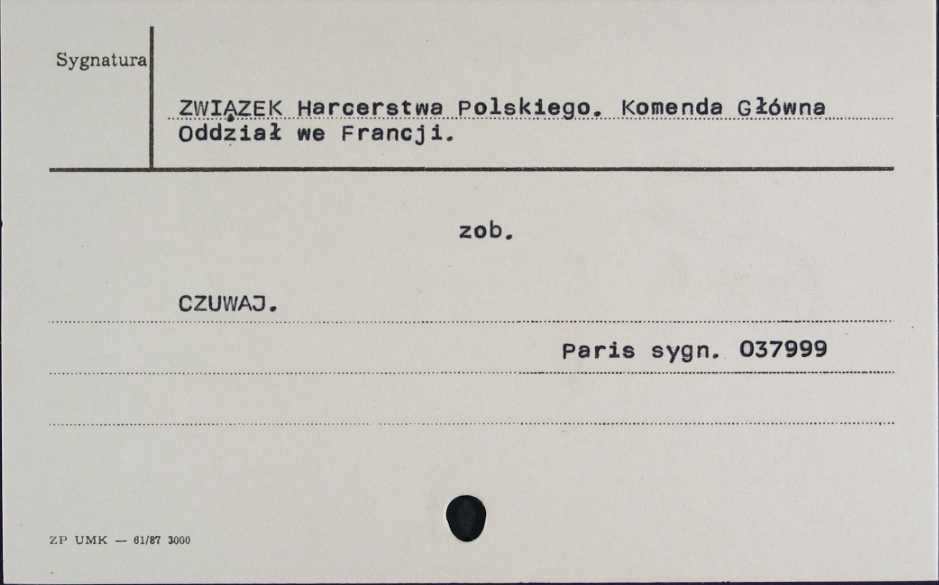 Sygnatura
ZWIĄZEK Harcerstwa Polskiego. Komenda Główna
Oddział we Francji.
zob.
CZUWAJ.
Paris sygn. 037999
ZP UMK — 61/87 3000